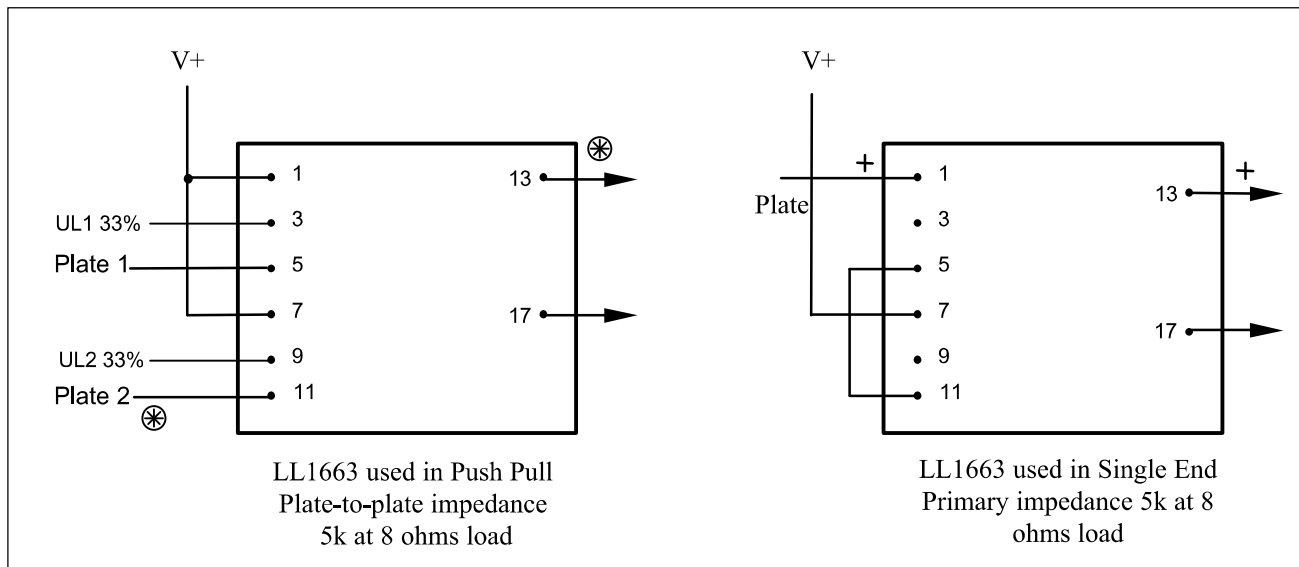 V+
1
13
UL1 33%
3
Plate 1
5
7
17
UL2 33%
9
Plate 2
11
LL1663 used in Push Pull
Plate-to-plate impedance
5k at 8 ohms load
V+
+
1
+
13
Plate
3
5
7
17
9
11
LL1663 used in Single End
Primary impedance 5k at 8
ohms load